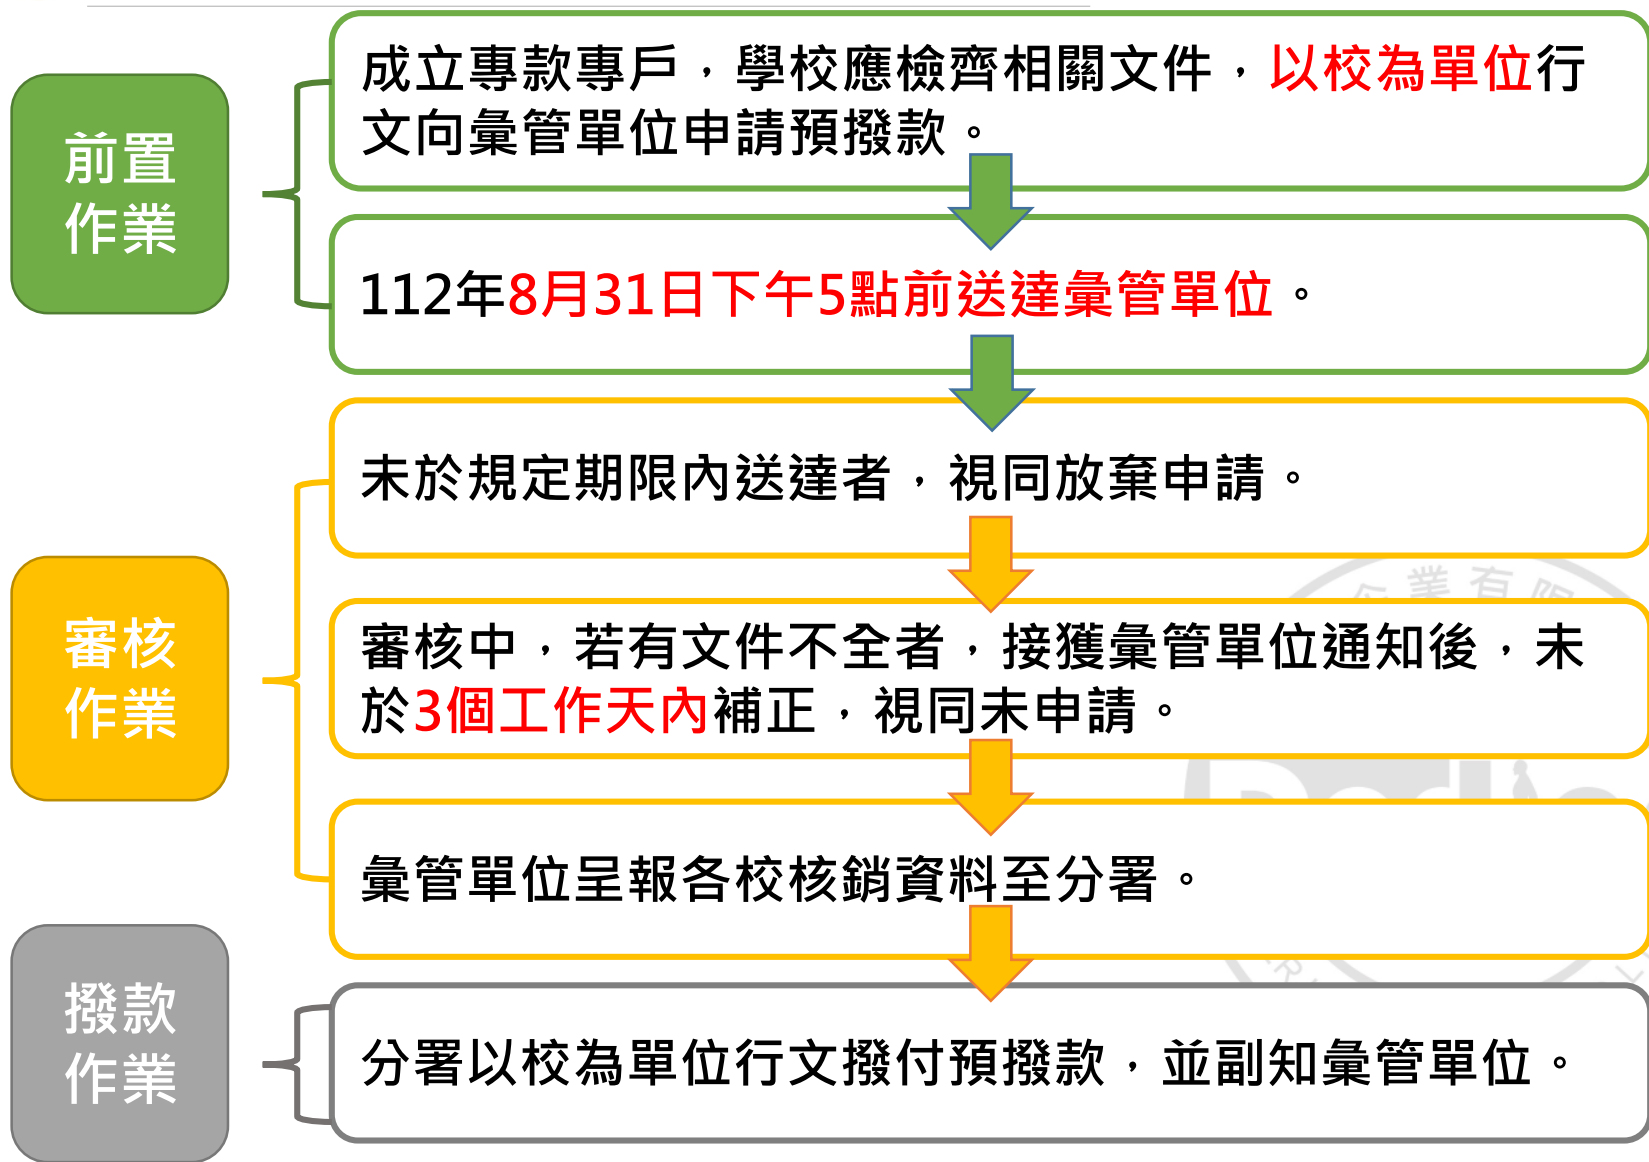 前置
作業
成立專款專戶，學校應檢齊相關文件，以校為單位行
文向彙管單位申請預撥款。
112年8月31日下午5點前送達彙管單位。
審核
作業
未於規定期限內送達者，視同放棄申請。
審核中，若有文件不全者，接獲彙管單位通知後，未
於3個工作天內補正，視同未申請。
彙管單位呈報各校核銷資料至分署。
撥款
作業
分署以校為單位行文撥付預撥款，並副知彙管單位。
企業有限